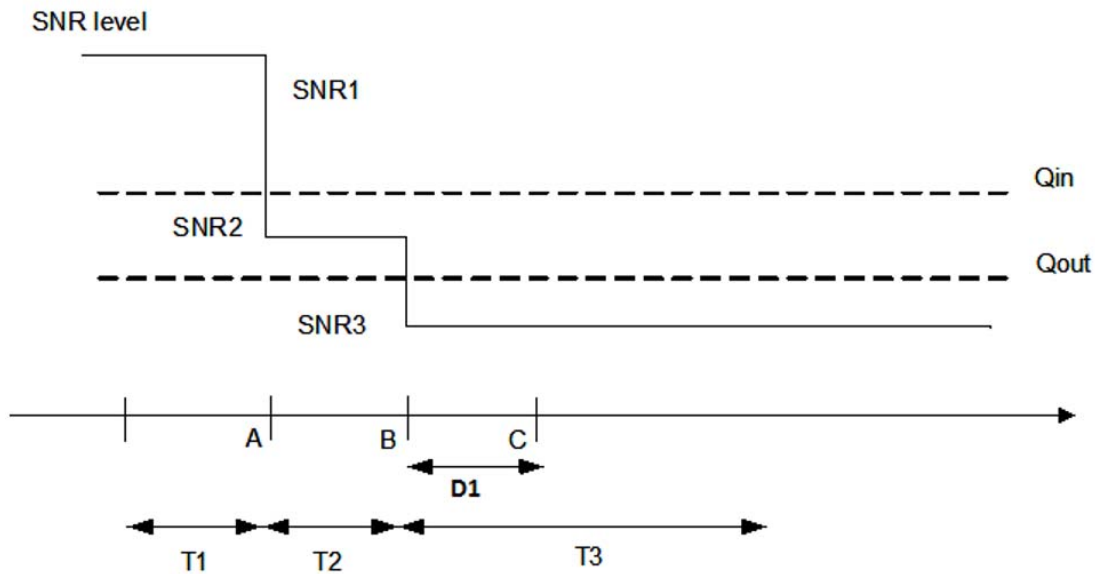 SNR level
SNR1
Qin
SNR2
Qout
SNR3
A B C
D1
T1 T2 T3